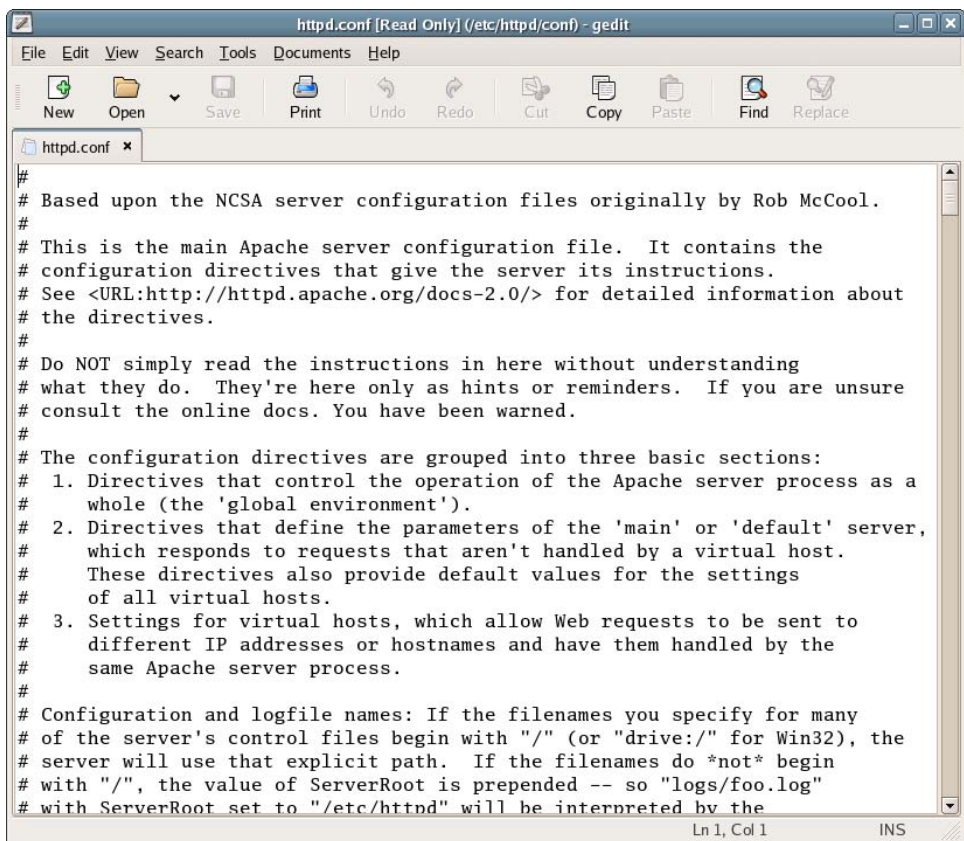 httpd.conf [Read Only] (/etc/httpd/conf) - gedit
File Edit View Search Tools Documents Help
New Open Save Print Undo Redo Cut Copy Paste Find Replace
httpd.conf
#
# Based upon the NCSA server configuration files originally by Rob McCool.
#
# This is the main Apache server configuration file.  It contains the
# configuration directives that give the server its instructions.
# See <URL:http://httpd.apache.org/docs-2.0/> for detailed information about
# the directives.
#
# Do NOT simply read the instructions in here without understanding
# what they do.  They're here only as hints or reminders.  If you are unsure
# consult the online docs. You have been warned.
#
# The configuration directives are grouped into three basic sections:
#  1. Directives that control the operation of the Apache server process as a
#     whole (the 'global environment').
#  2. Directives that define the parameters of the 'main' or 'default' server,
#     which responds to requests that aren't handled by a virtual host.
#     These directives also provide default values for the settings
#     of all virtual hosts.
#  3. Settings for virtual hosts, which allow Web requests to be sent to
#     different IP addresses or hostnames and have them handled by the
#     same Apache server process.
#
# Configuration and logfile names: If the filenames you specify for many
# of the server's control files begin with "/" (or "drive:/" for Win32), the
# server will use that explicit path.  If the filenames do *not* begin
# with "/", the value of ServerRoot is prepended -- so "logs/foo.log"
# with ServerRoot set to "/etc/httpd" will be interpreted by the
Ln 1, Col 1 INS